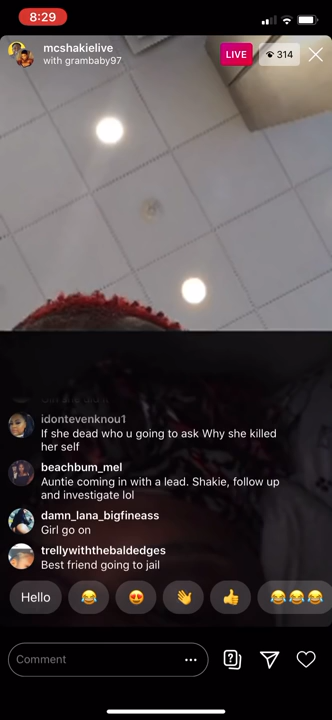 8:29
mcshakielive
with grambaby97
LIVE
314
idontevenknou1
If she dead who u going to ask Why she killed
her self
beachbum_mel
Auntie coming in with a lead. Shakie, follow up
and investigate lol
damn_lana_bigfineass
Girl go on
trellywiththebaldedges
Best friend going to jail
Hello
Comment